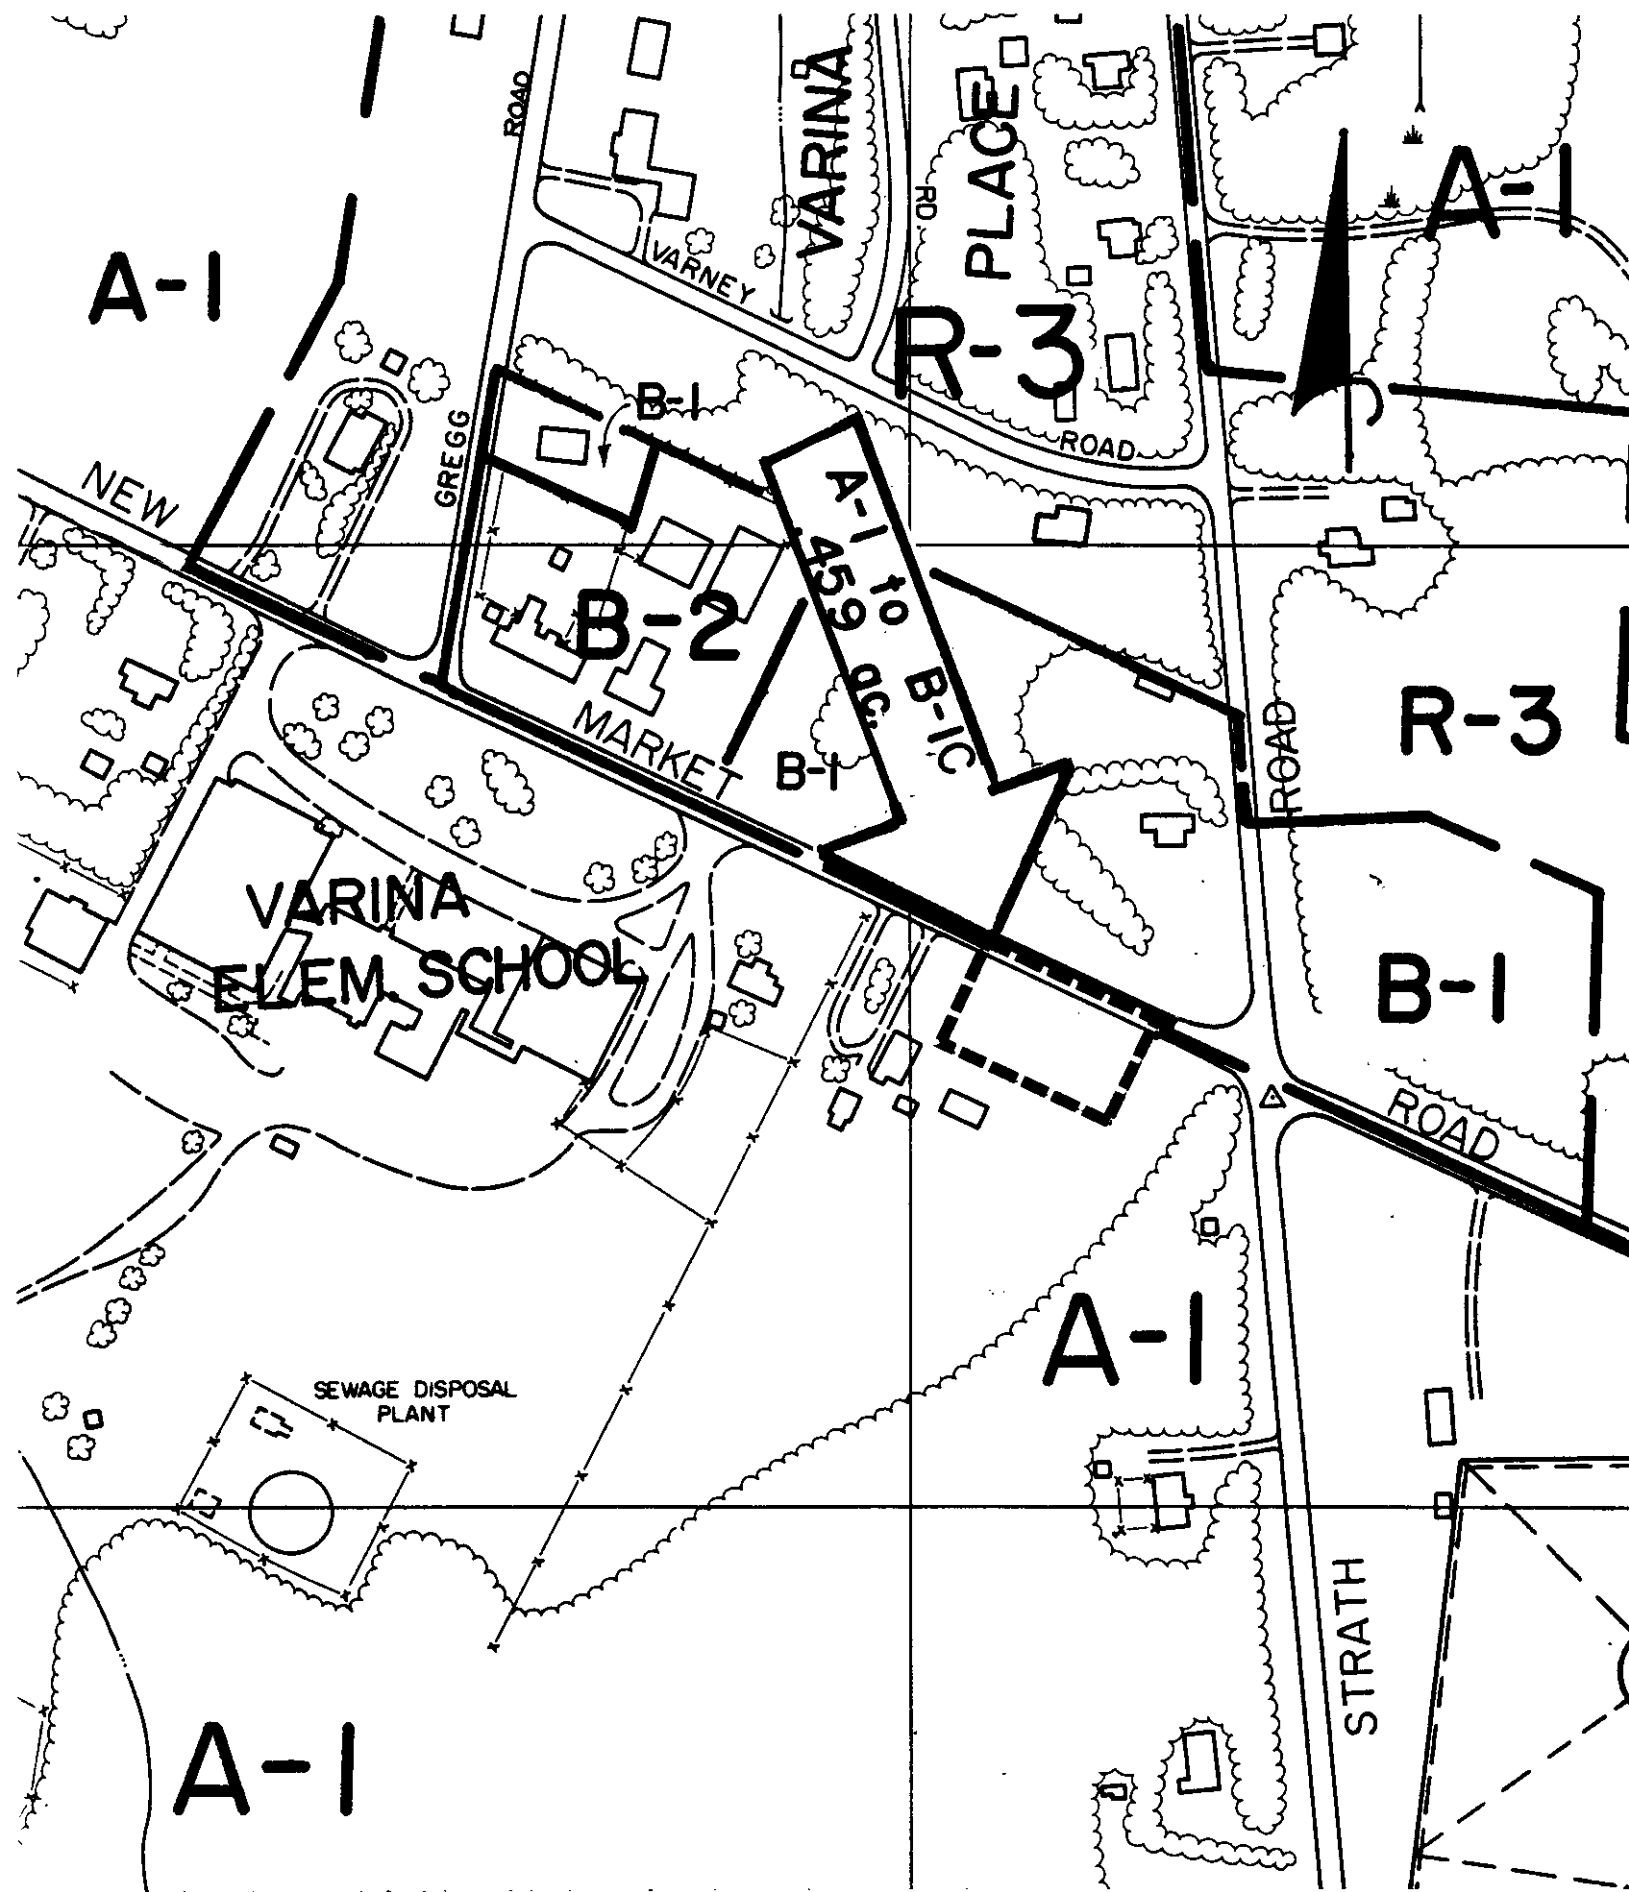 ROAD
VARINA
RD.
PLACE
A-1
A-1
VARNEY
R-3
B-1
ROAD
GREGG
NEW
A-1 to B-1C
.459 ac.
B-2
R-3
MARKET
ROAD
B-1
VARINA
ELEM. SCHOOL
B-1
ROAD
A-1
SEWAGE DISPOSAL
PLANT
STRATH
A-1